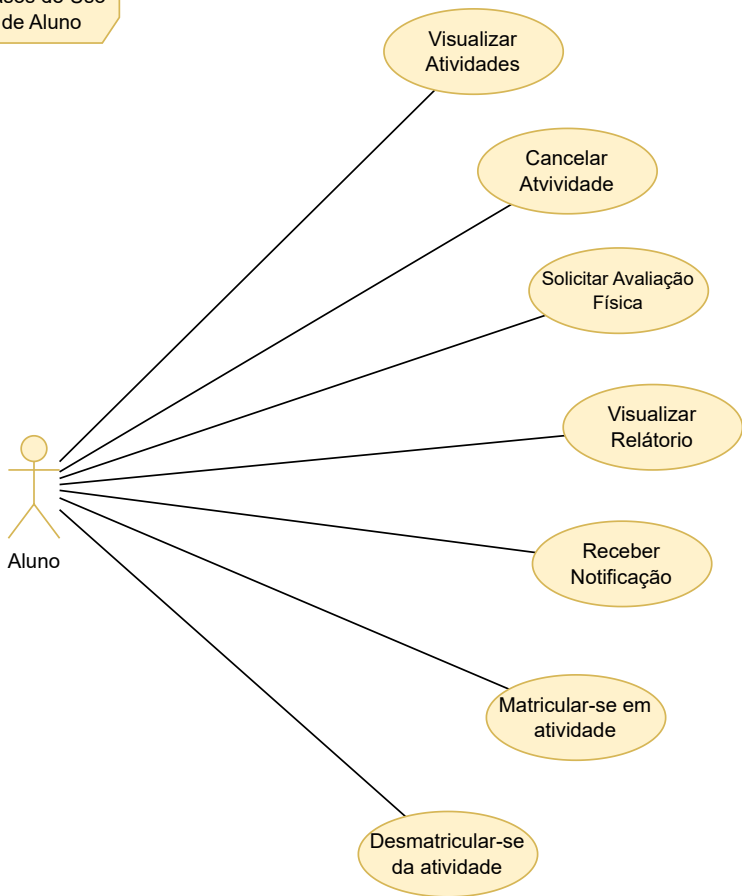 de Aluno
Visualizar
Atividades
Cancelar
Atvividade
Solicitar Avaliação
Física
Visualizar
Relátorio
Aluno
Receber
Notificação
Matricular-se em
atividade
Desmatricular-se
da atividade